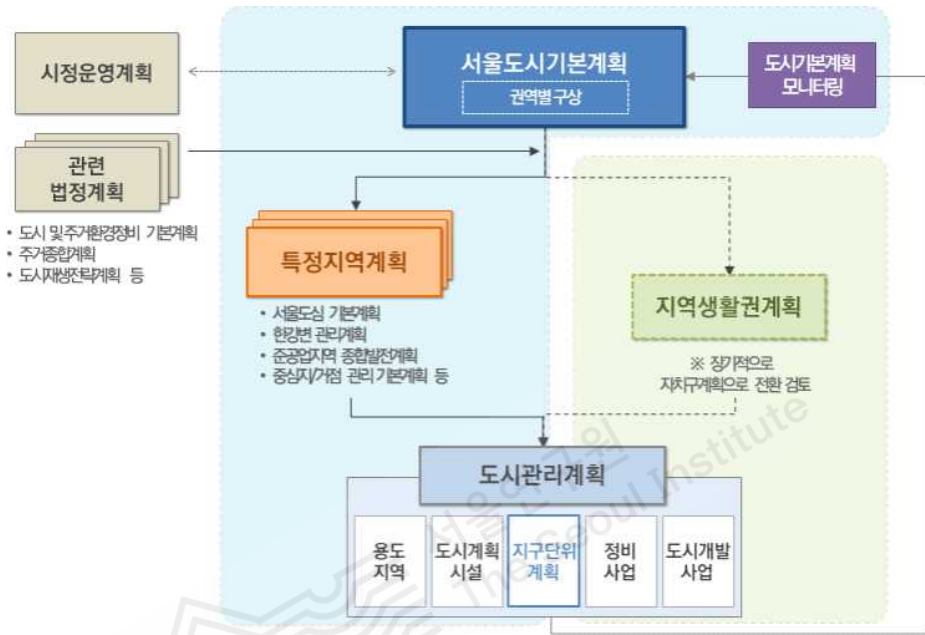 시정운영계획
서울도시기본계획
권역별 구상
도시기본계획
모니터링
관련
법정계획
• 도시 및 주거환경정비 기본계획
• 주거종합계획
• 도시재생전략계획 등
특정지역계획
• 서울도심 기본계획
• 한강변 관리계획
• 준공업지역 종합발전계획
• 중심지/거점 관리 기본계획 등
지역생활권계획
※ 장기적으로
자치구계획으로 전환 검토
도시관리계획
용도
지역
도시계획
시설
지구단위
계획
정비
사업
도시개발
사업
서울연구원
The Seoul Institute